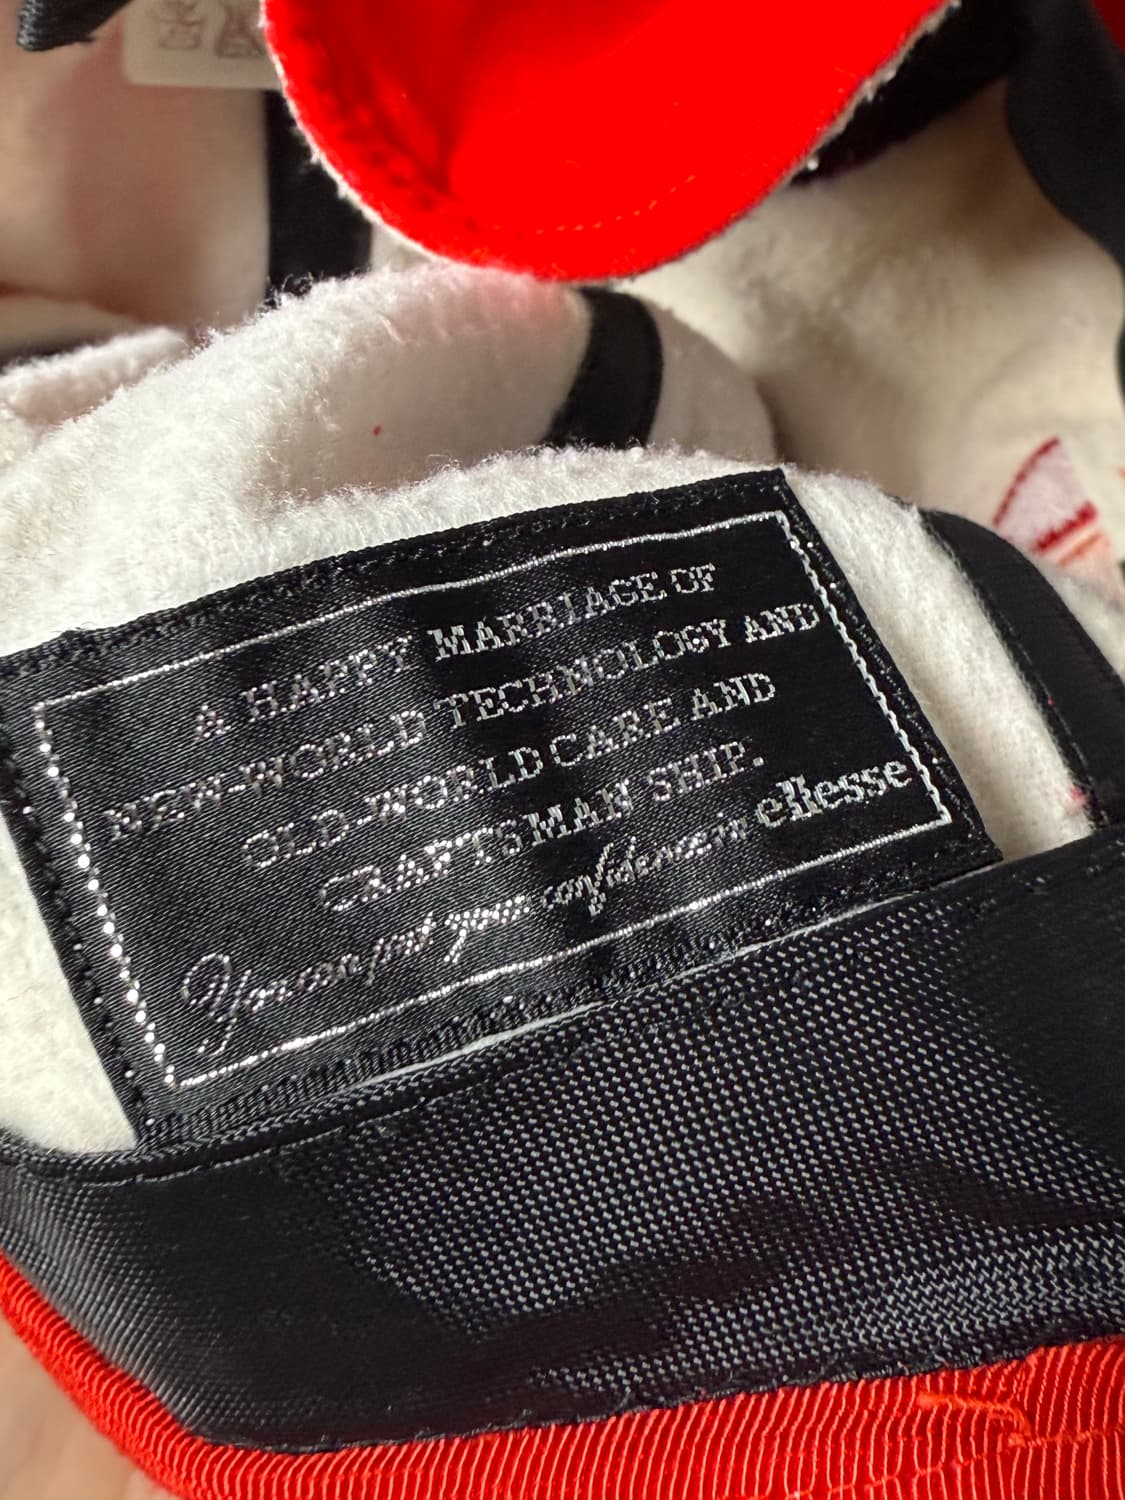 A HAPPY MARRIAGE OF
NEW-WORLD TECHNOLOGY AND
OLD-WORLD CARE AND
CRAFTSMAN SHIP.
You can put your confidence in ellesse